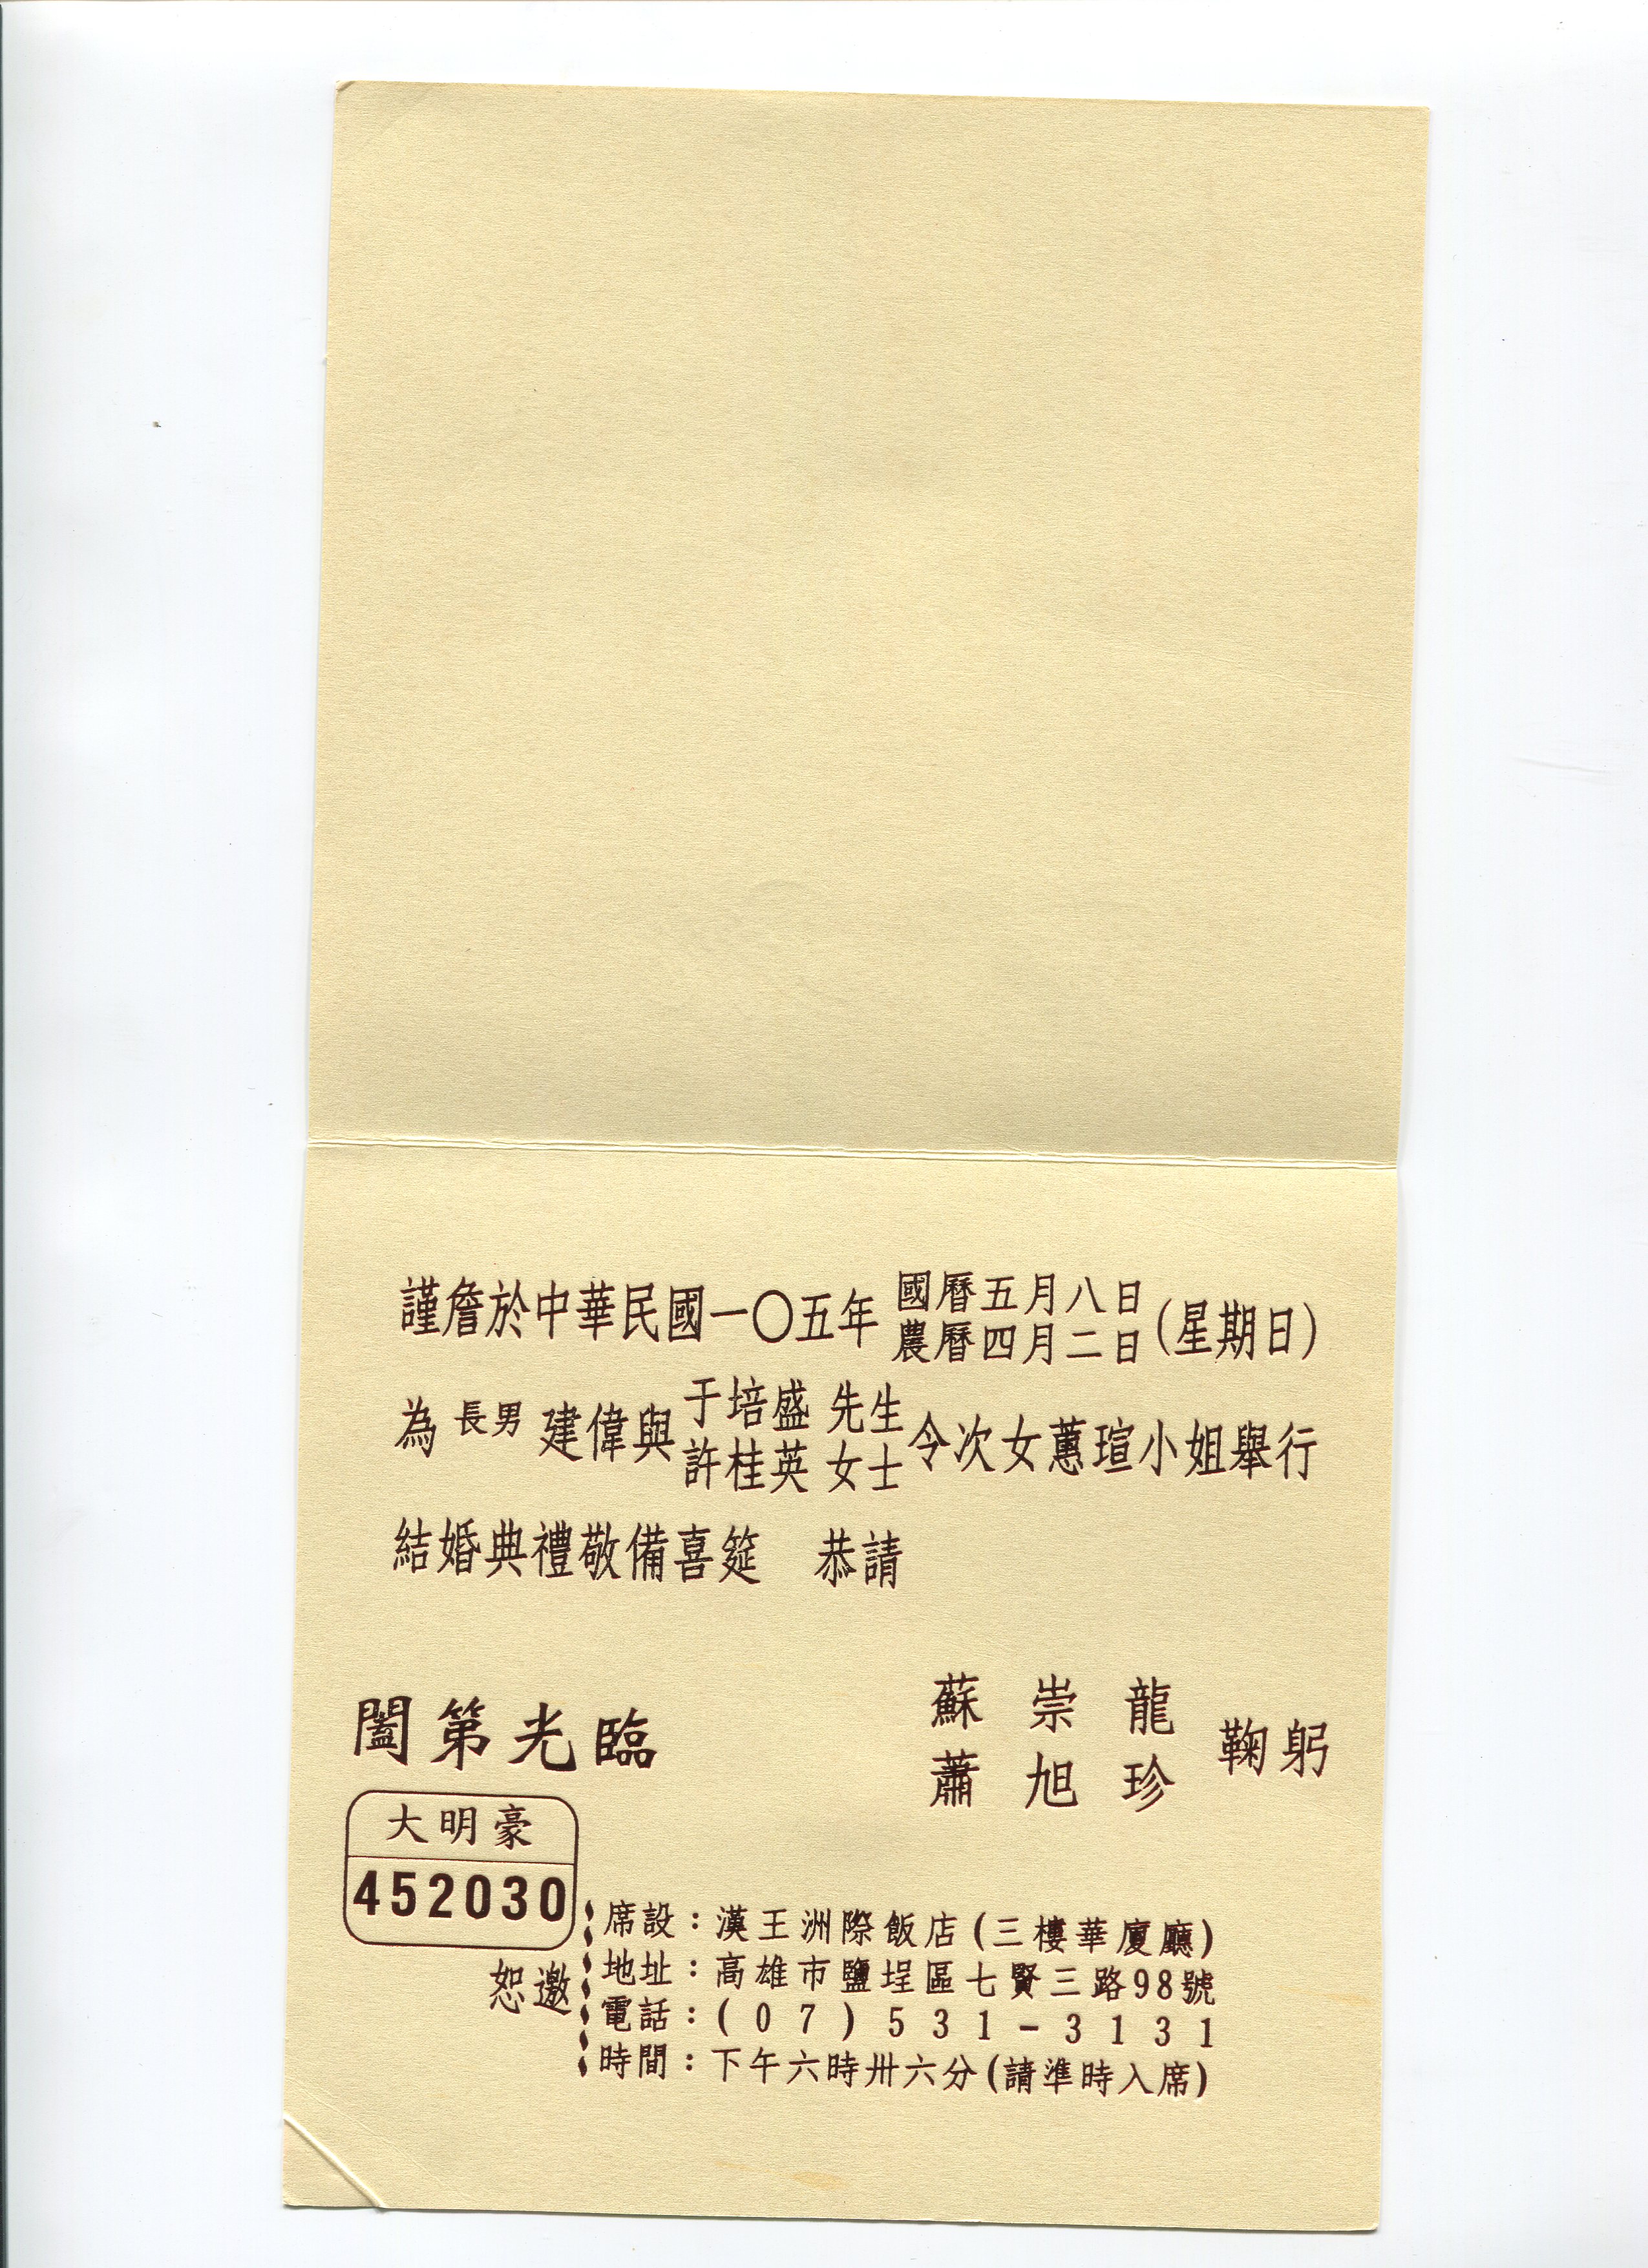 謹詹於中華民國一〇五年 國曆五月八日 (星期日)
農曆四月二日
為 長男 建偉與 于培盛 先生 令次女蕙瑄小姐舉行
許桂英 女士
結婚典禮敬備喜筵 恭請
闔第光臨
蘇崇龍 鞠躬
蕭旭珍
大明豪
452030
恕邀
席設：漢王洲際飯店(三樓華廈廳)
地址：高雄市鹽埕區七賢三路98號
電話：(07)531-3131
時間：下午六時卅六分(請準時入席)